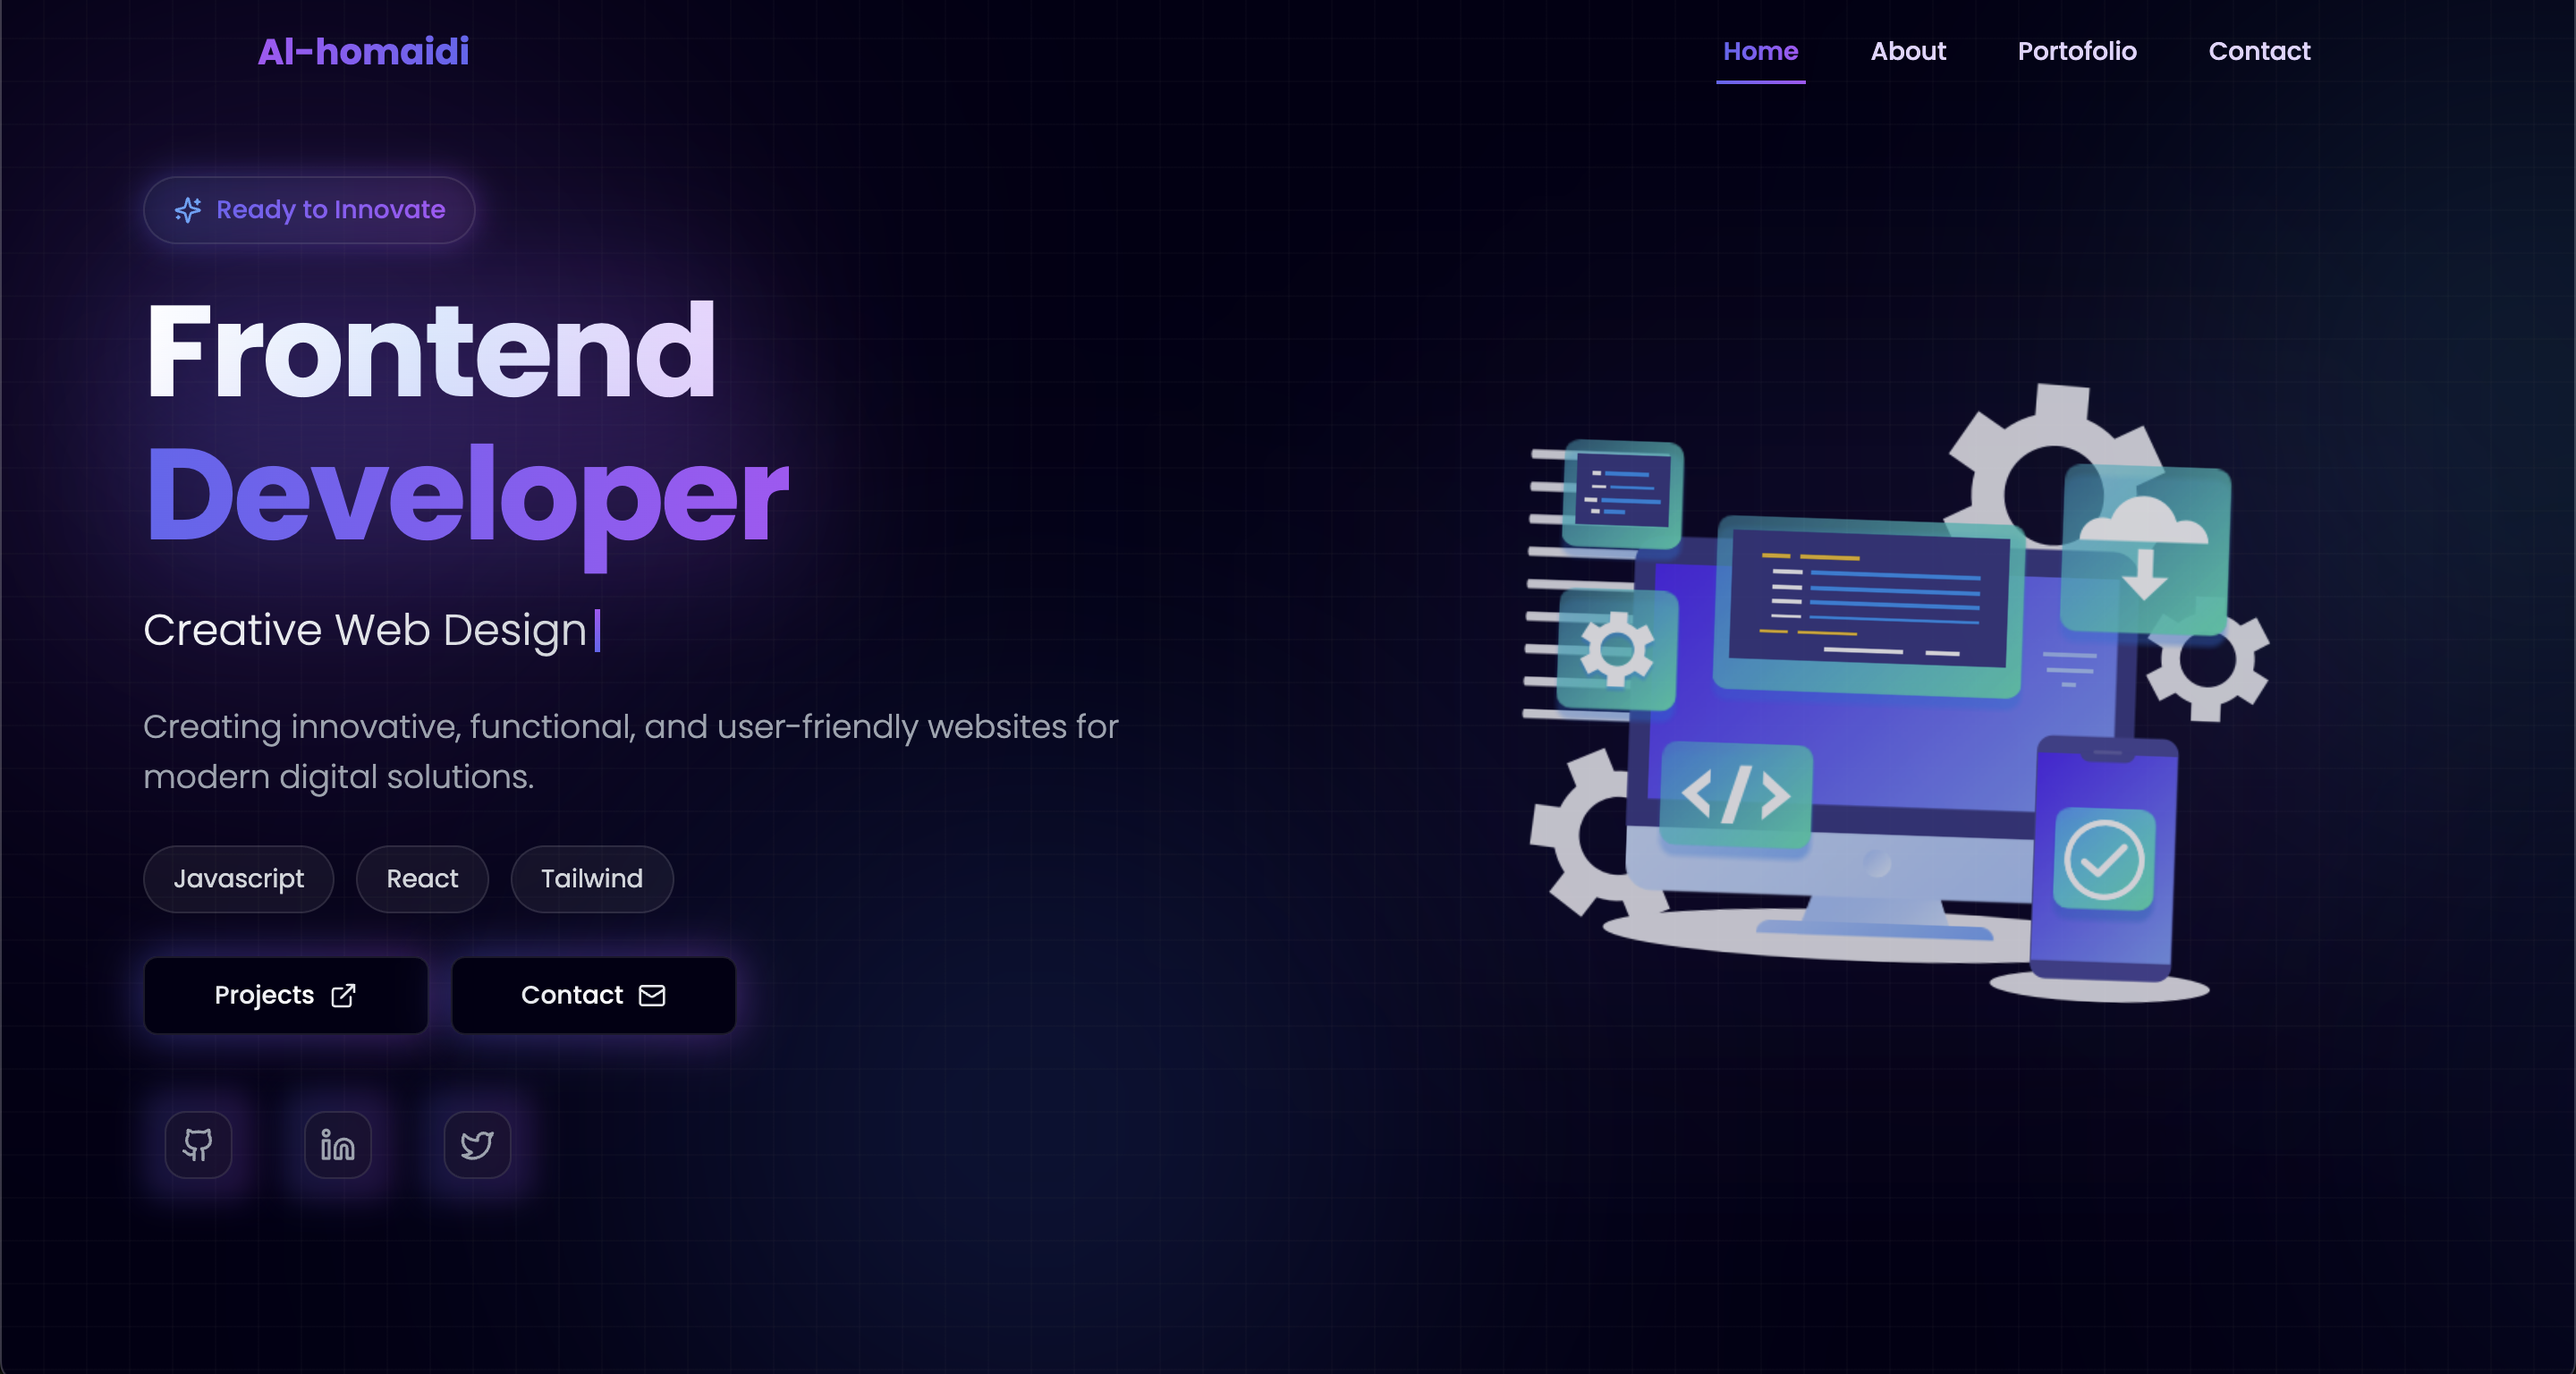 Al-homaidi
Home About Portofolio Contact
Ready to Innovate
Frontend
Developer
Creative Web Design
Creating innovative, functional, and user-friendly websites for
modern digital solutions.
Javascript React Tailwind
Projects Contact